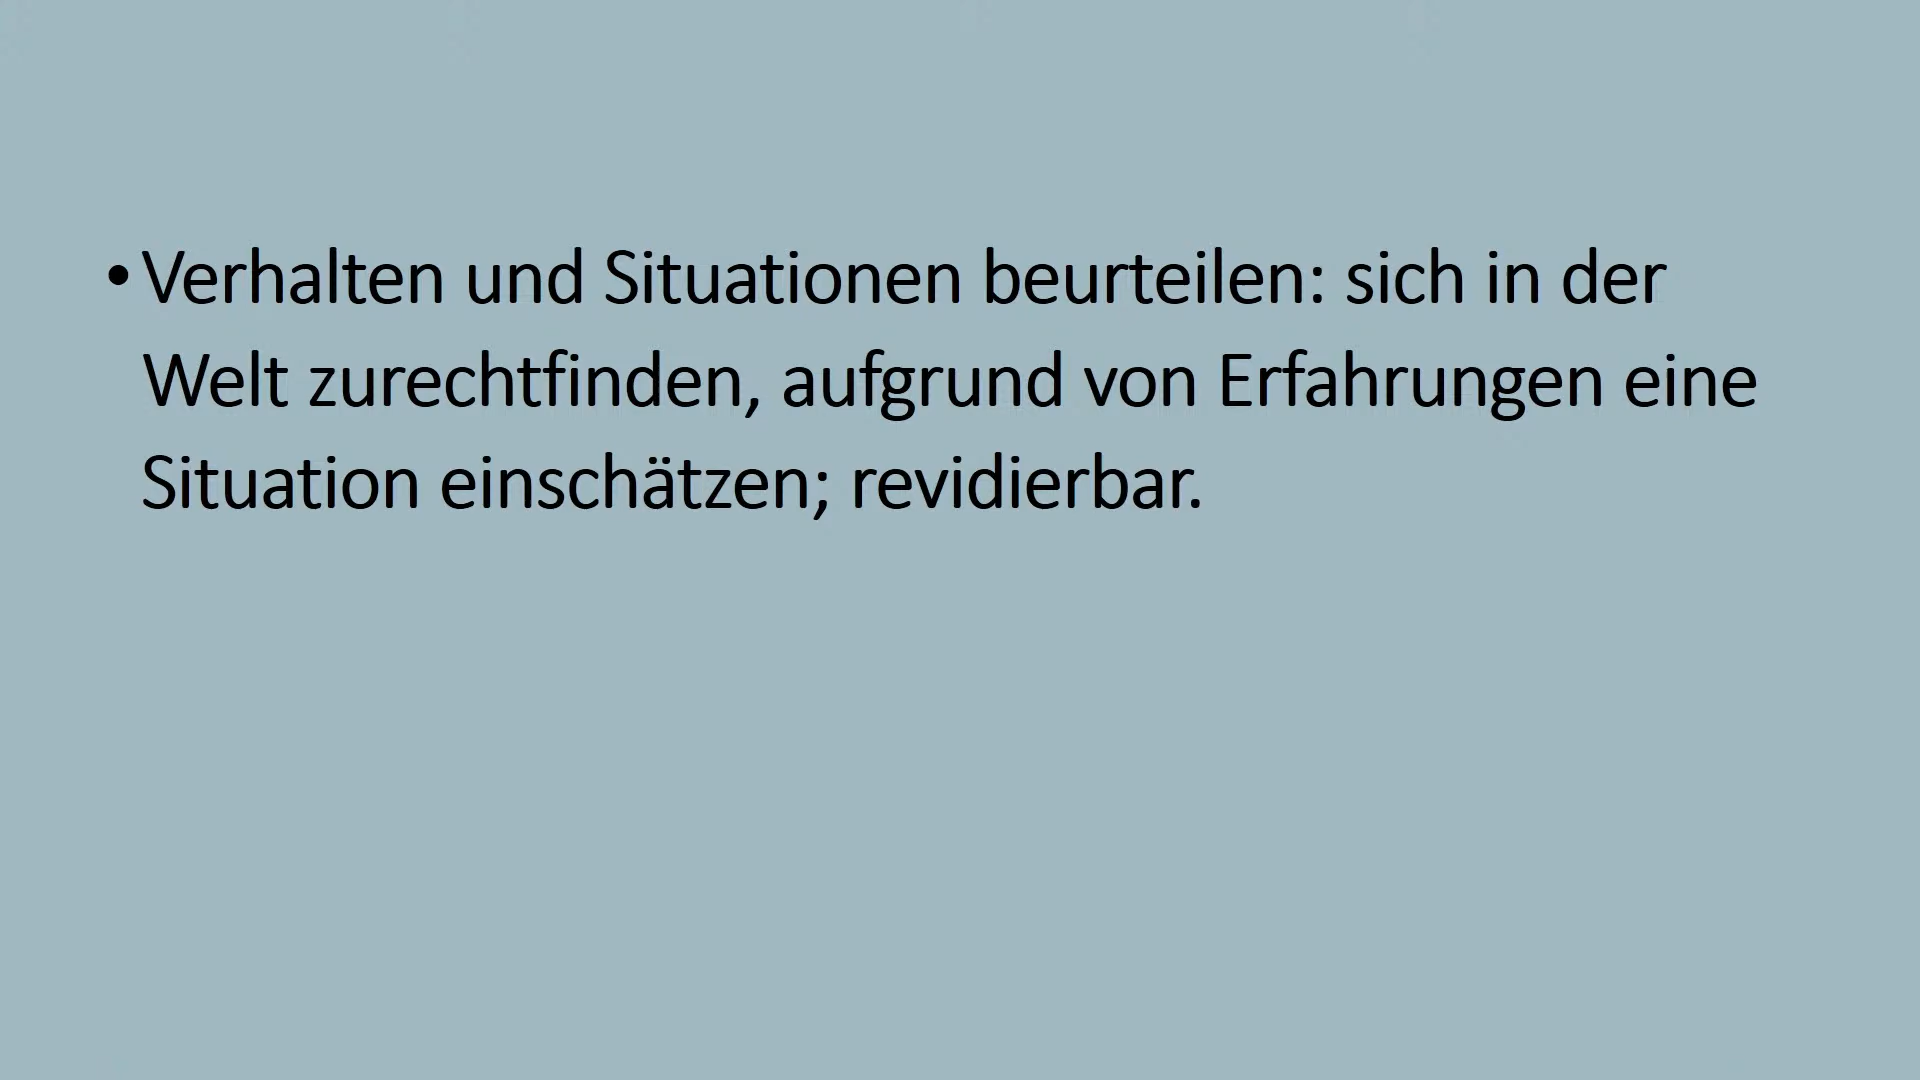 • Verhalten und Situationen beurteilen: sich in der
Welt zurechtfinden, aufgrund von Erfahrungen eine
Situation einschätzen; revidierbar.